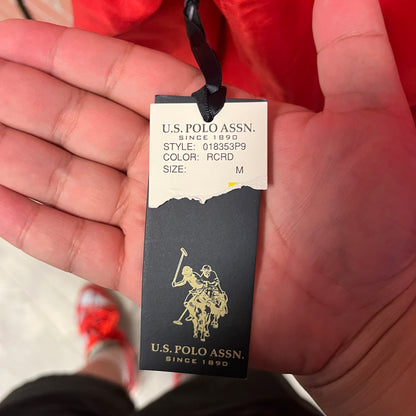 U.S. POLO ASSN.
SINCE 1890
STYLE: 018353P9
COLOR: RCRD
SIZE: M
U.S. POLO ASSN.
SINCE 1890